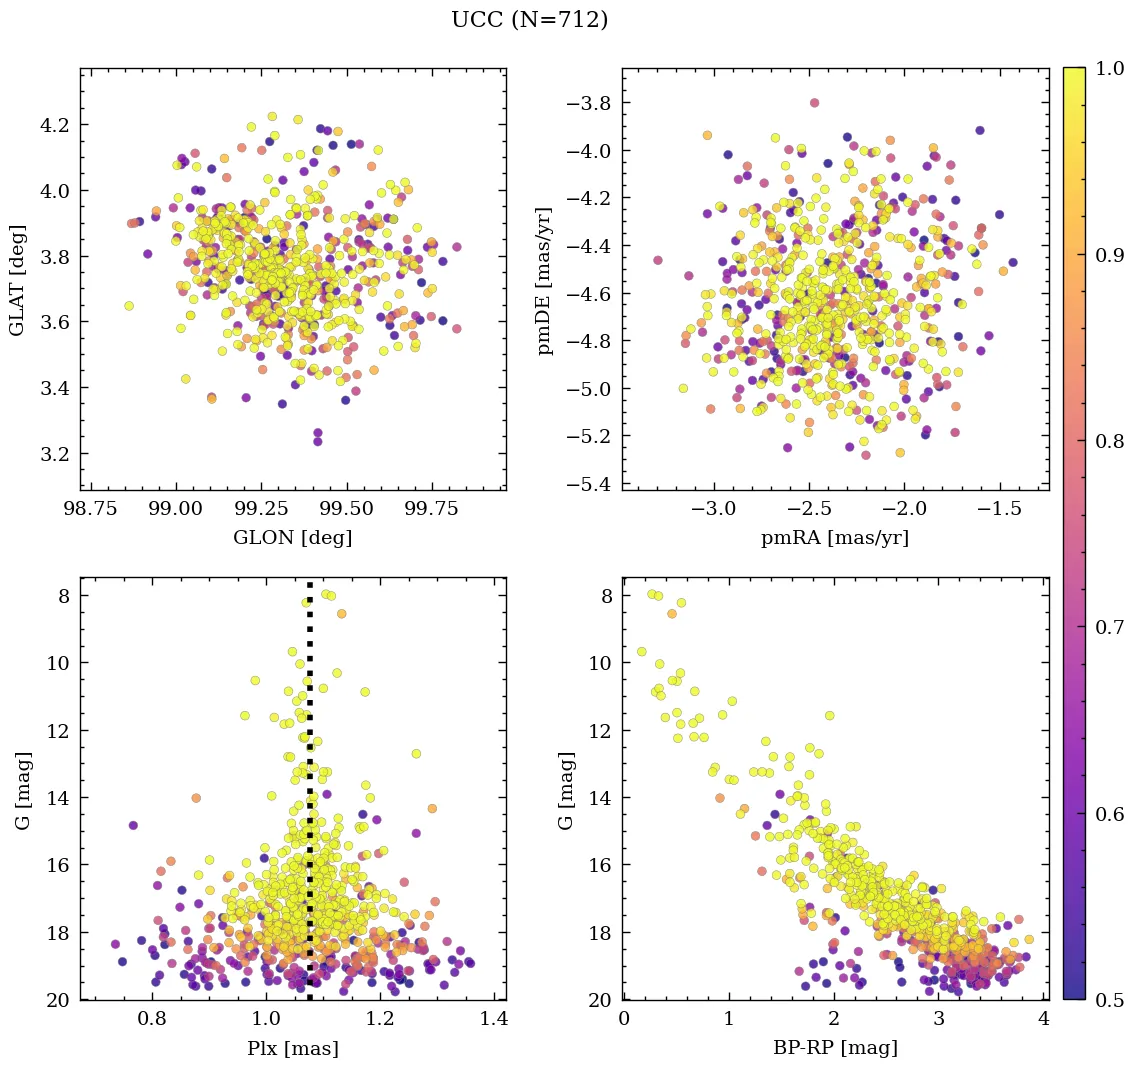 UCC (N=712)
4.2
4.0
3.8
3.6
3.4
3.2
GLAT [deg]
98.75 99.00 99.25 99.50 99.75
GLON [deg]
−3.8
−4.0
−4.2
−4.4
−4.6
−4.8
−5.0
−5.2
−5.4
pmDE [mas/yr]
−3.0 −2.5 −2.0 −1.5
pmRA [mas/yr]
8
10
12
14
16
18
20
G [mag]
0.8 1.0 1.2 1.4
Plx [mas]
8
10
12
14
16
18
20
G [mag]
0 1 2 3 4
BP-RP [mag]
1.0
0.9
0.8
0.7
0.6
0.5